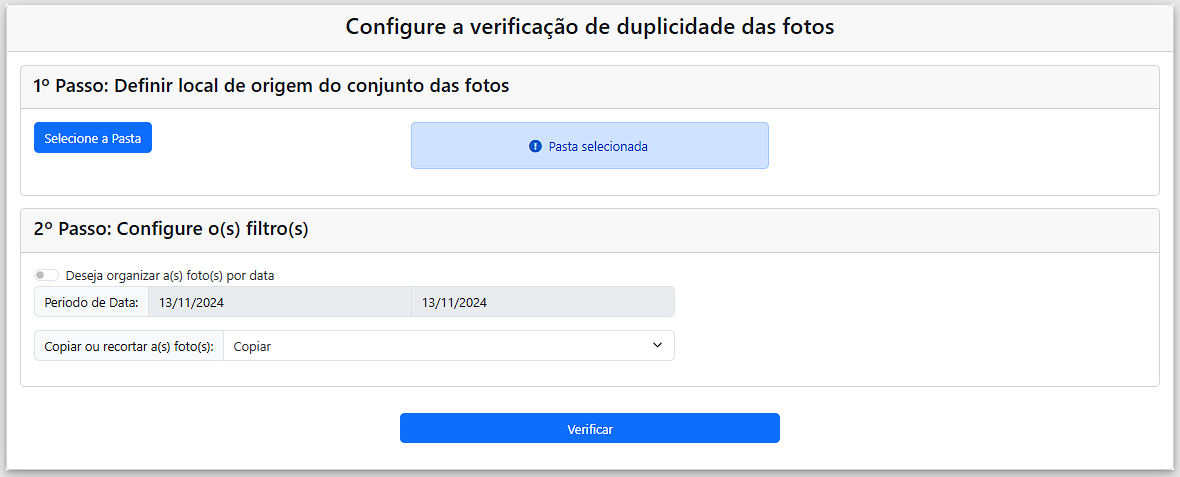 Configure a verificação de duplicidade das fotos
1º Passo: Definir local de origem do conjunto das fotos
Selecione a Pasta
Pasta selecionada
2º Passo: Configure o(s) filtro(s)
Deseja organizar a(s) foto(s) por data
Periodo de Data: 13/11/2024 13/11/2024
Copiar ou recortar a(s) foto(s): Copiar
Verificar